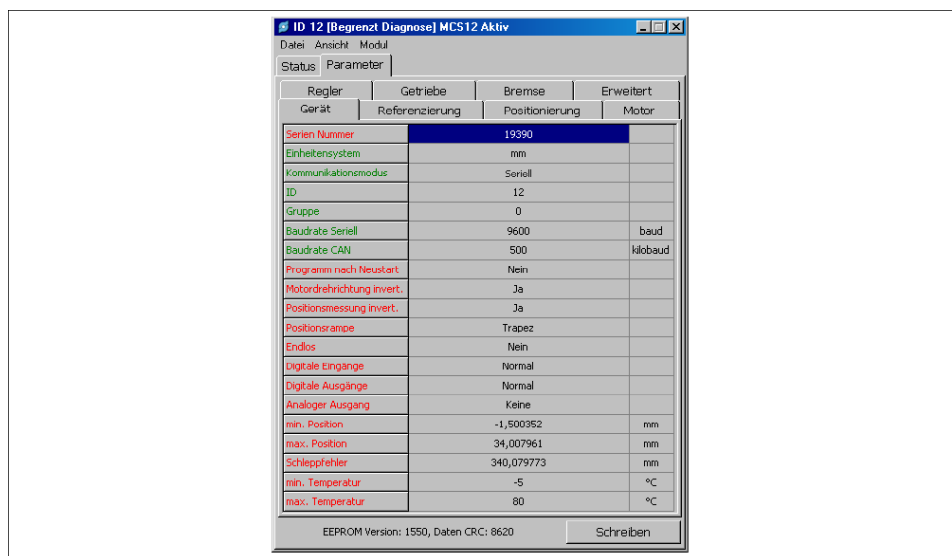 ID 12 [Begrenzt Diagnose] MCS12 Aktiv
Datei Ansicht Modul
Status Parameter
Regler Getriebe Bremse Erweitert
Gerät Referenzierung Positionierung Motor
Serien Nummer 19390
Einheitensystem mm
Kommunikationsmodus Seriell
ID 12
Gruppe 0
Baudrate Seriell 9600 baud
Baudrate CAN 500 kilobaud
Programm nach Neustart Nein
Motordrehrichtung invert. Ja
Positionsmessung invert. Ja
Positionsrampe Trapez
Endlos Nein
Digitale Eingänge Normal
Digitale Ausgänge Normal
Analoger Ausgang Keine
min. Position -1,500352 mm
max. Position 34,007961 mm
Schleppfehler 340,079773 mm
min. Temperatur -5 °C
max. Temperatur 80 °C
EEPROM Version: 1550, Daten CRC: 8620 Schreiben